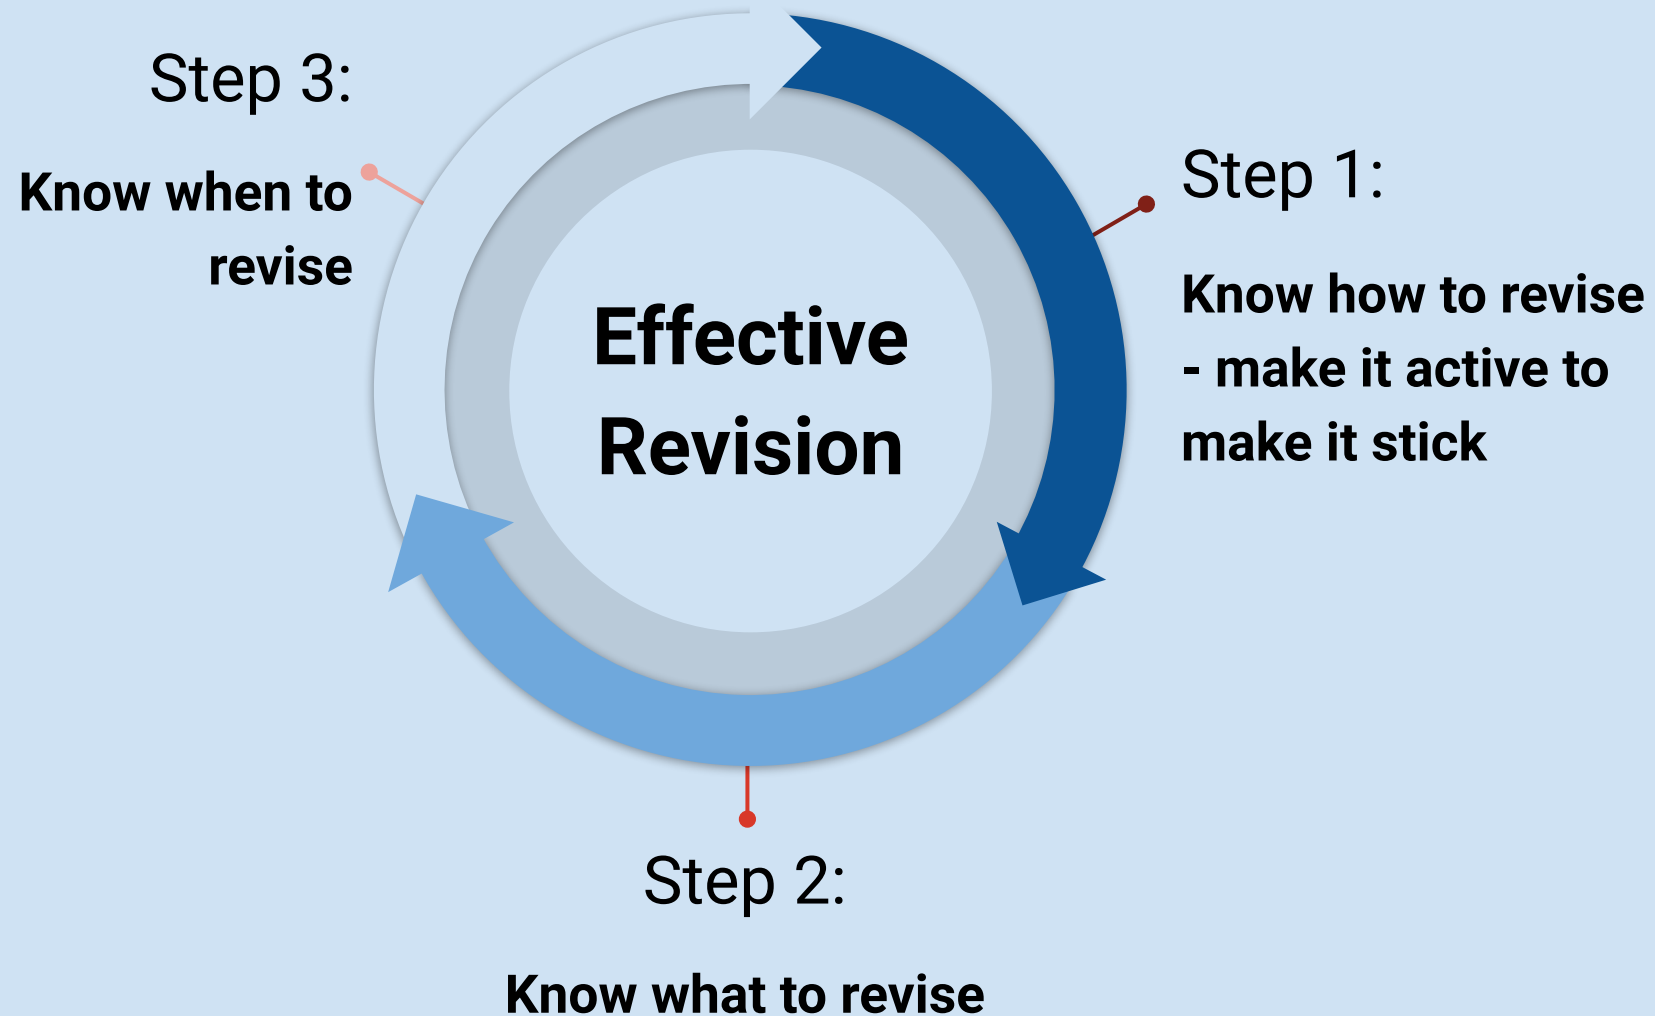 Effective
Revision
Step 1:
Know how to revise
- make it active to
make it stick
Step 2:
Know what to revise
Step 3:
Know when to
revise